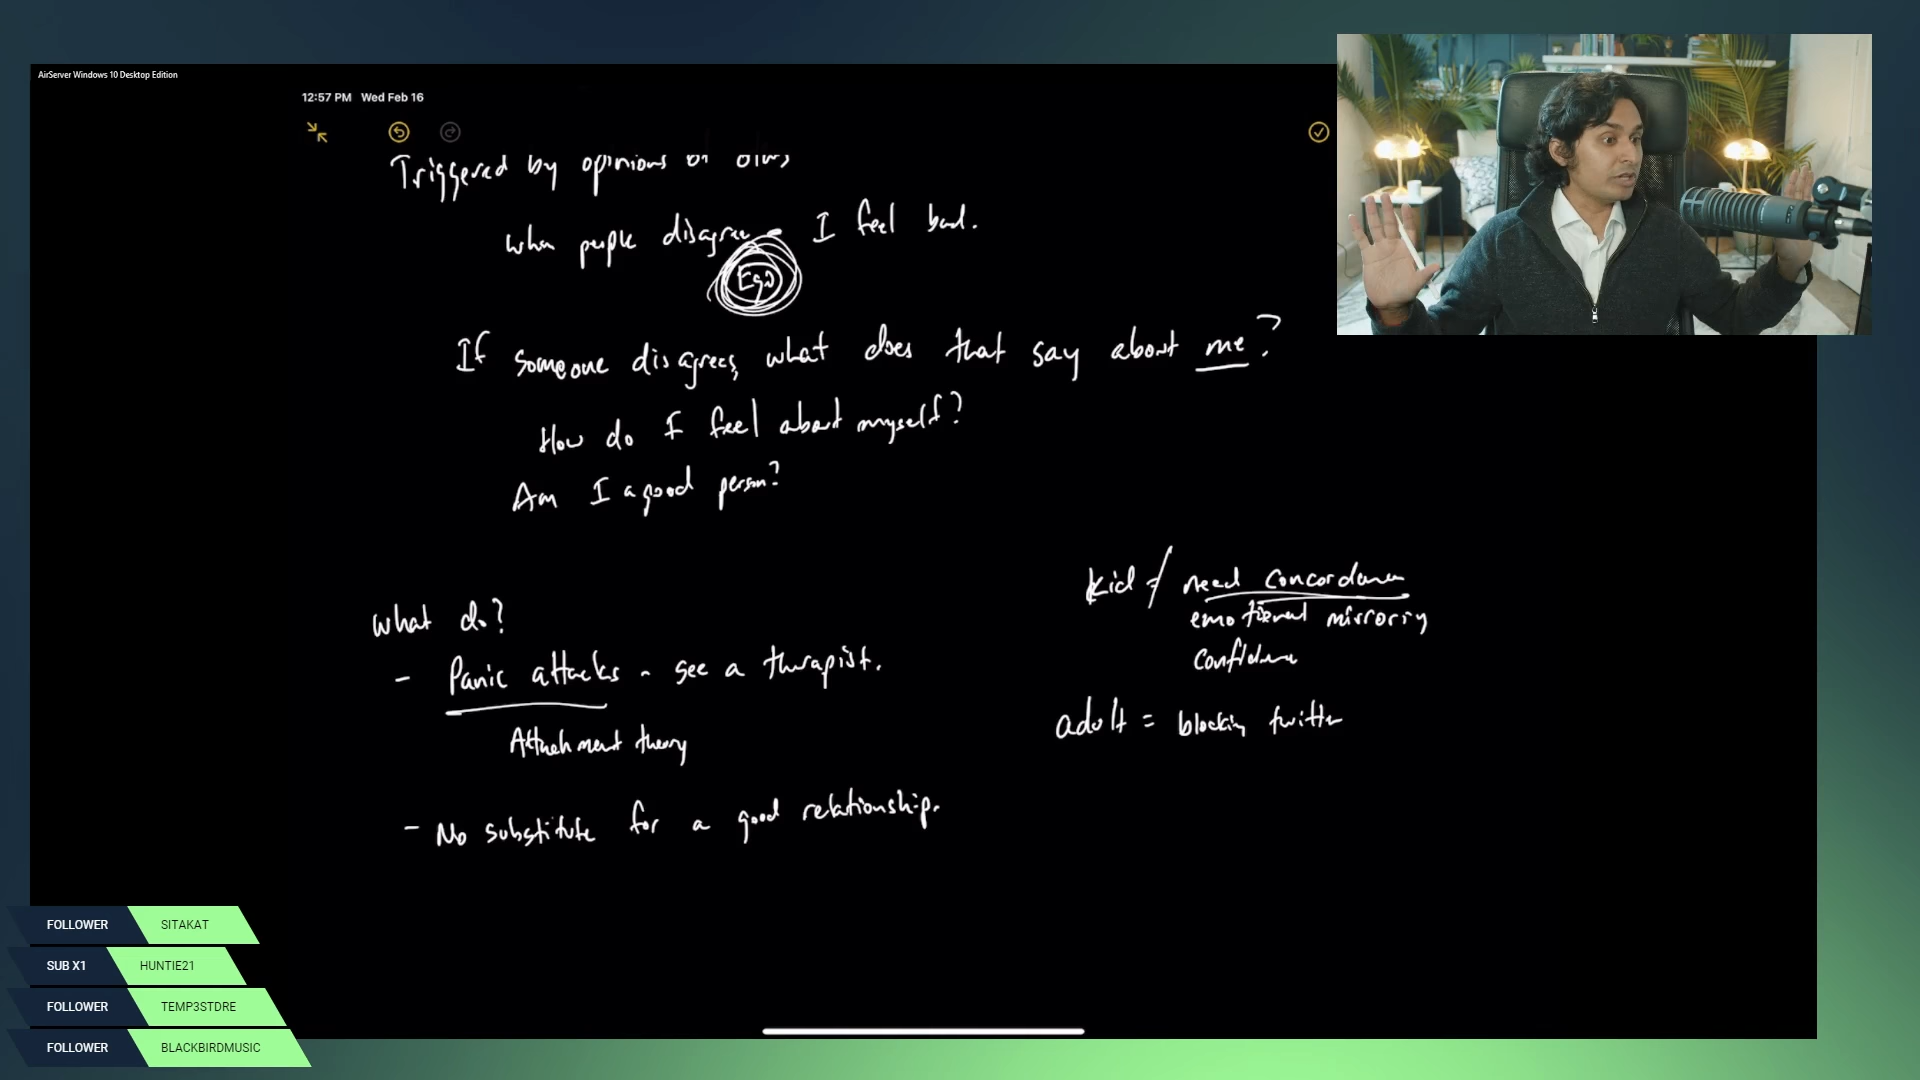 AirServer Windows 10 Desktop Edition
12:57 PM Wed Feb 16
Triggered by opinions of
when people disagree - I feel bad.
Ego
If someone disagrees, what does that say about me?
How do I feel about myself?
Am I a good person?
What do?
- Panic attacks - see a therapist.
Attachment theory
- No substitute for a good relationship.
kid = need concordance
emotional mirroring
confidence
adult = blocking twitter
FOLLOWER SITAKAT
SUB X1 HUNTIE21
FOLLOWER TEMP3STDRE
FOLLOWER BLACKBIRDMUSIC